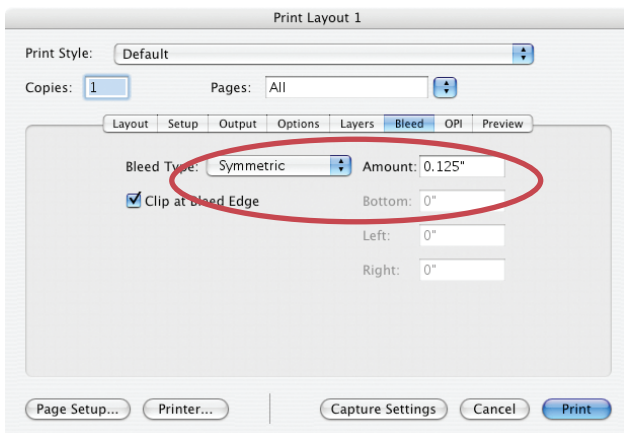 Print Layout 1
Print Style: Default
Copies: 1 Pages: All
Layout Setup Output Options Layers Bleed OPI Preview
Bleed Type: Symmetric Amount: 0.125"
Clip at Bleed Edge Bottom: 0"
Left: 0"
Right: 0"
Page Setup... Printer... Capture Settings Cancel Print